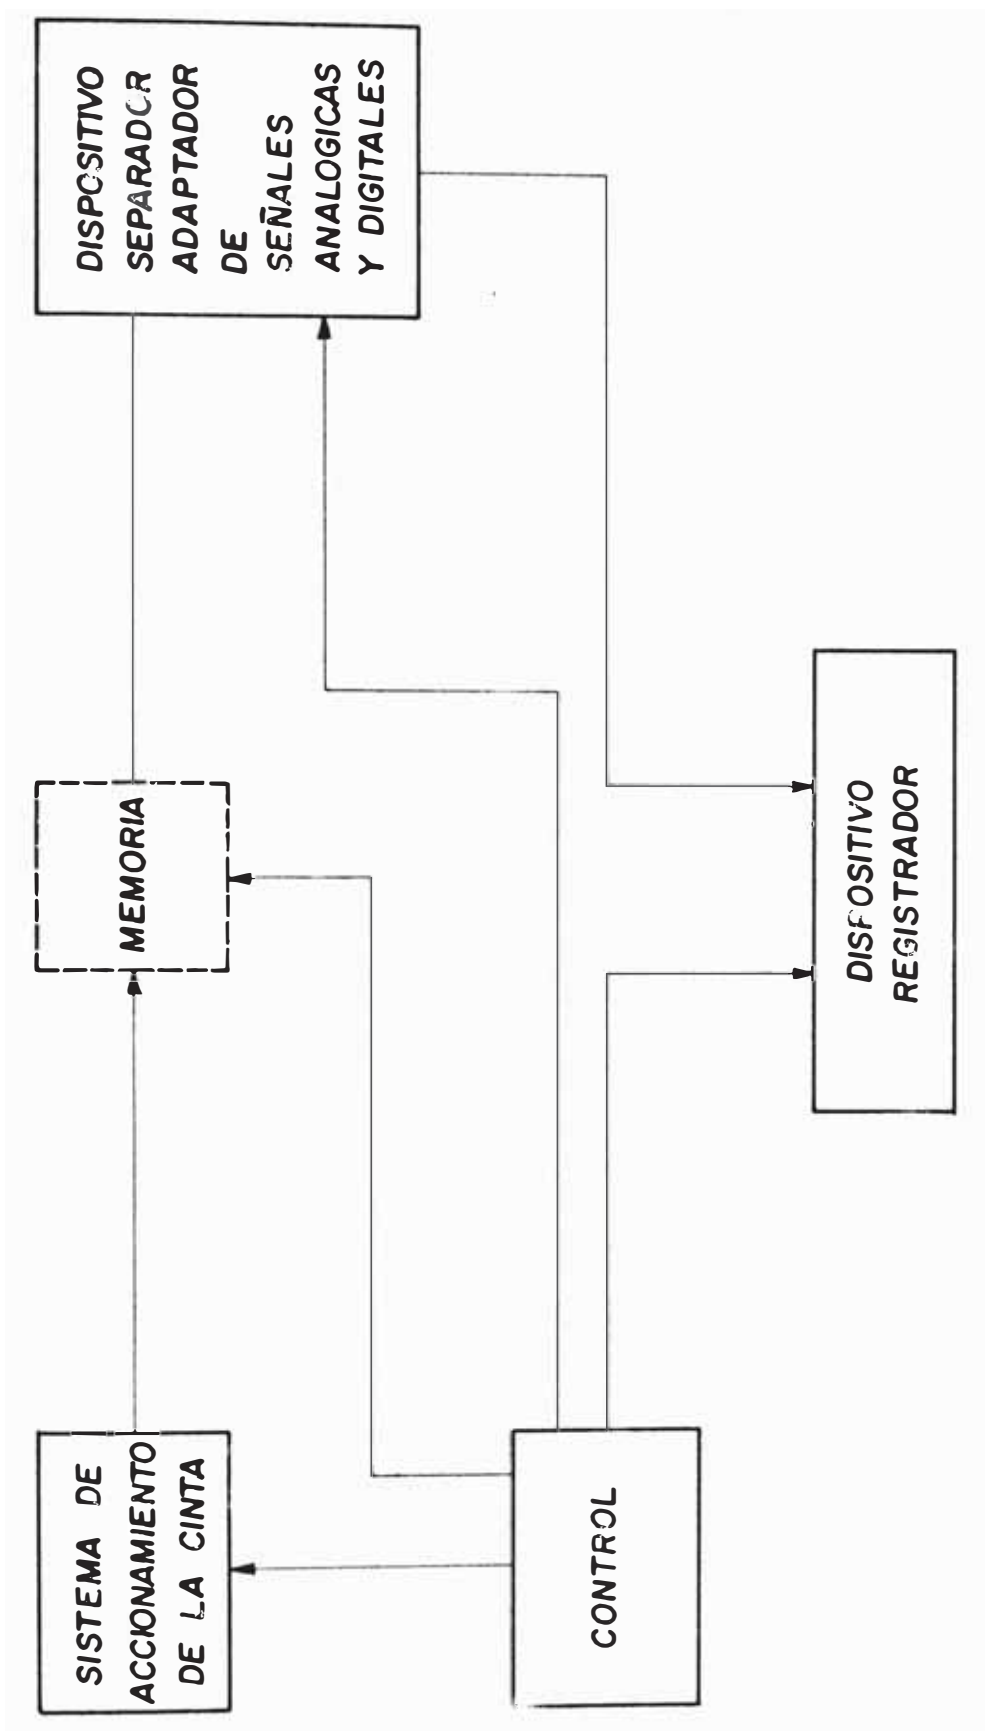 SISTEMA DE
ACCIONAMIENTO
DE LA CINTA
MEMORIA
DISPOSITIVO
SEPARADOR
ADAPTADOR
DE
SEÑALES
ANALOGICAS
Y DIGITALES
CONTROL
DISPOSITIVO
REGISTRADOR